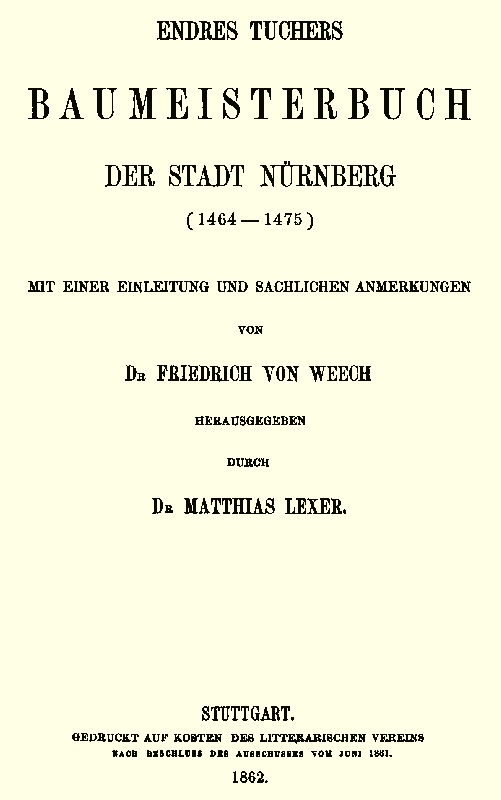 ENDRES TUCHERS
BAUMEISTERBUCH
DER STADT NÜRNBERG
(1464 — 1475)
MIT EINER EINLEITUNG UND SACHLICHEN ANMERKUNGEN
VON
DR FRIEDRICH VON WEECH
HERAUSGEGEBEN
DURCH
DR MATTHIAS LEXER.
STUTTGART.
GEDRUCKT AUF KOSTEN DES LITTERARISCHEN VEREINS
NACH BESCHLUSS DES AUSSCHUSSES VOM JUNI 1861.
1862.